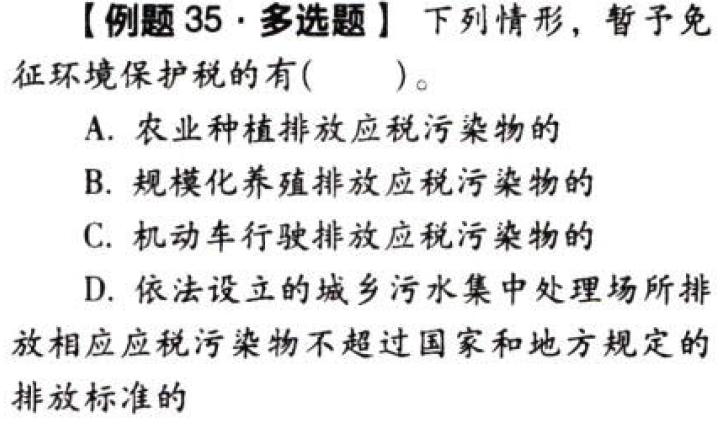 【例题35·多选题】 下列情形，暂予免
征环境保护税的有(　　)。
A. 农业种植排放应税污染物的
B. 规模化养殖排放应税污染物的
C. 机动车行驶排放应税污染物的
D. 依法设立的城乡污水集中处理场所排
放相应应税污染物不超过国家和地方规定的
排放标准的